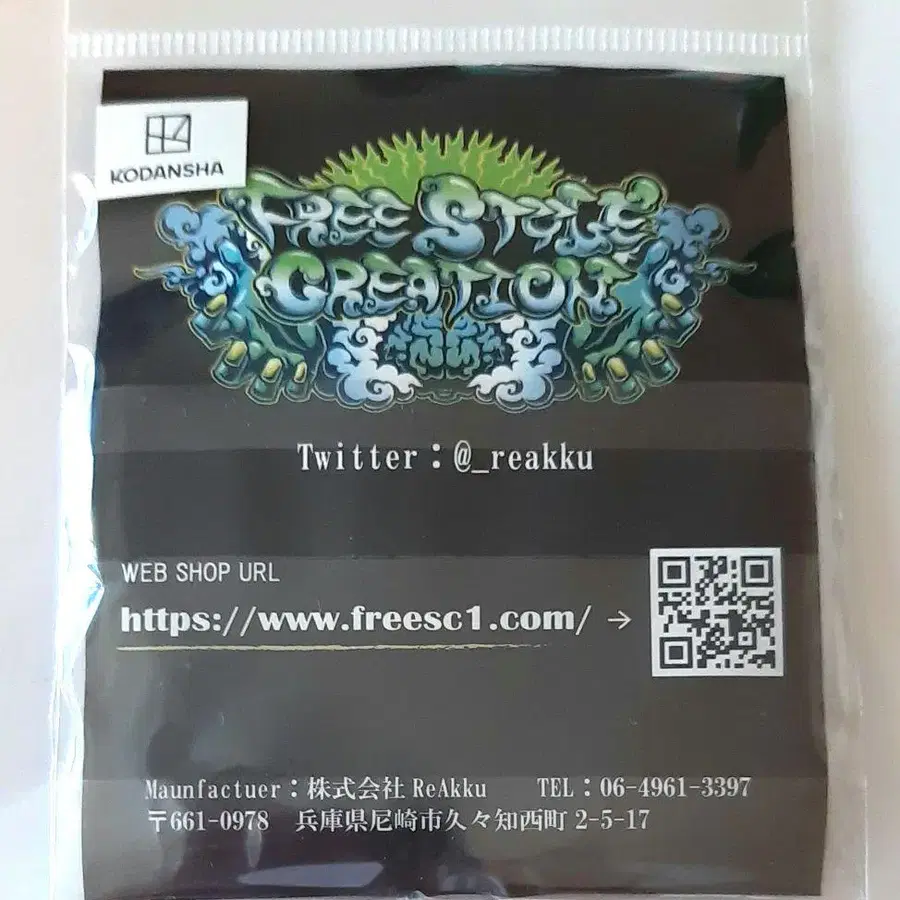 KODANSHA
FREE STYLE
CREATION
Twitter：@_reakku
WEB SHOP URL
https://www.freesc1.com/ →
Maunfactuer：株式会社 ReAkku TEL：06-4961-3397
〒661-0978 兵庫県尼崎市久々知西町 2-5-17